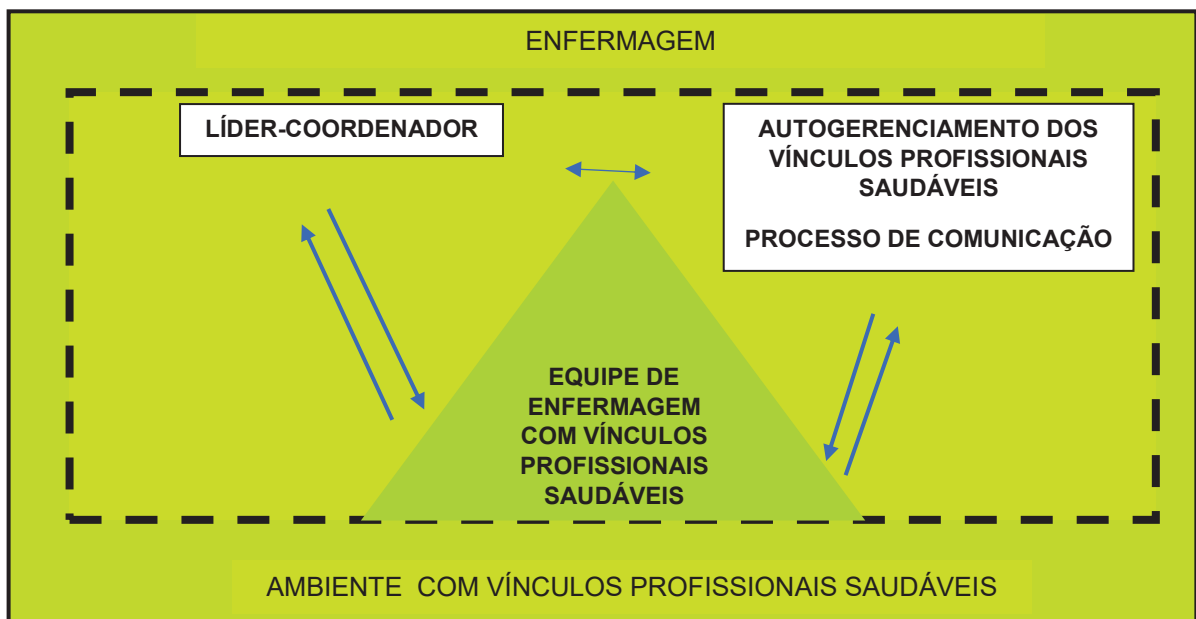 ENFERMAGEM
LÍDER-COORDENADOR
AUTOGERENCIAMENTO DOS
VÍNCULOS PROFISSIONAIS
SAUDÁVEIS
PROCESSO DE COMUNICAÇÃO
EQUIPE DE
ENFERMAGEM
COM VÍNCULOS
PROFISSIONAIS
SAUDÁVEIS
AMBIENTE COM VÍNCULOS PROFISSIONAIS SAUDÁVEIS